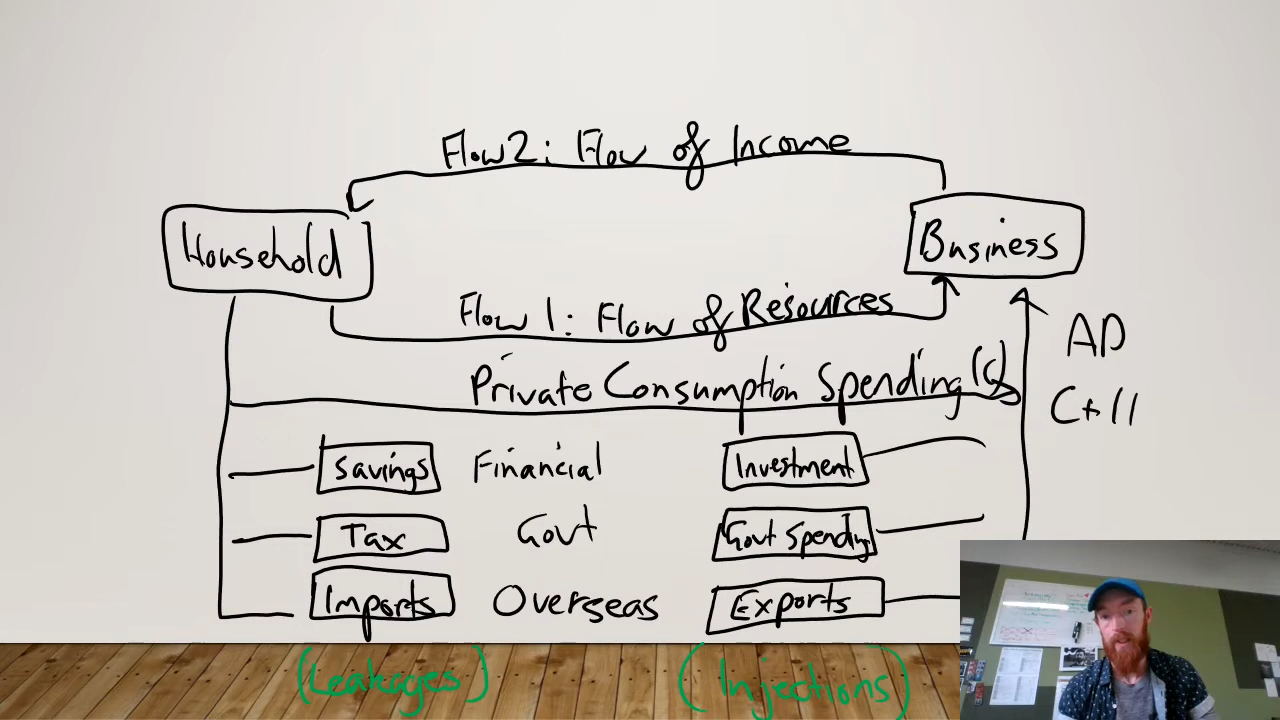 Flow 2: Flow of Income
Household
Business
Flow 1: Flow of Resources
AD
Private Consumption Spending (C)
C + I
Savings Financial Investment
Tax Govt Govt Spending
Imports Overseas Exports
(Leakages) (Injections)